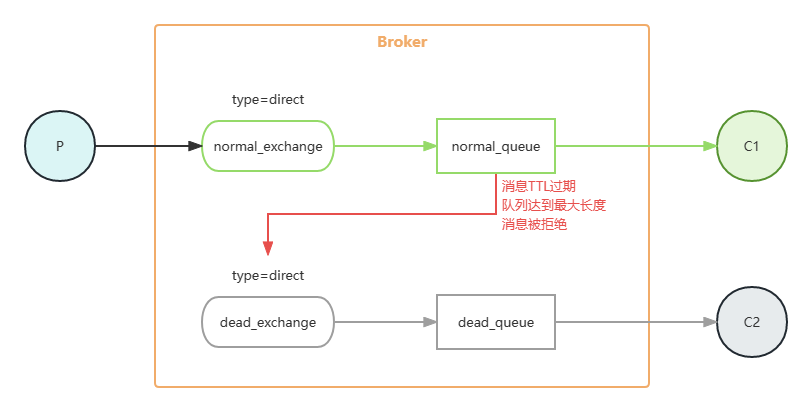 Broker
type=direct
P
normal_exchange
normal_queue
C1
消息TTL过期
队列达到最大长度
消息被拒绝
type=direct
dead_exchange
dead_queue
C2